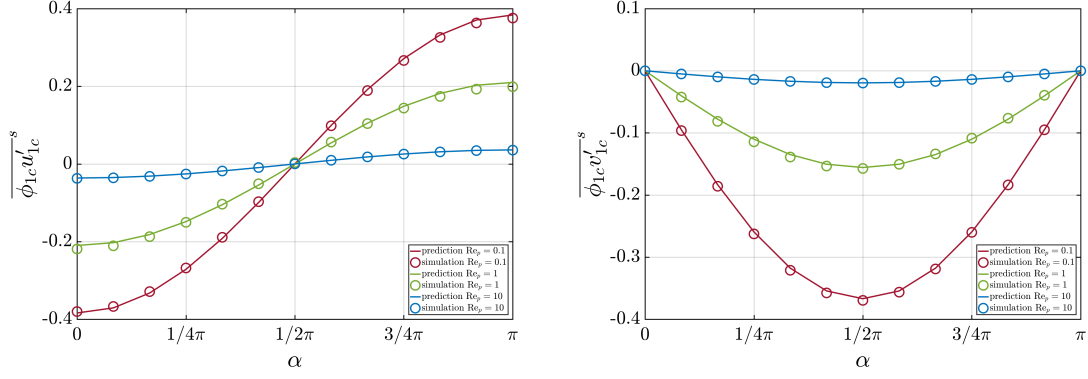 0.4
0.2
0
-0.2
-0.4
0
1/4π
1/2π
3/4π
π
α
ϕ₁c u′₁c s
prediction Reₚ = 0.1
simulation Reₚ = 0.1
prediction Reₚ = 1
simulation Reₚ = 1
prediction Reₚ = 10
simulation Reₚ = 10
0.1
0
-0.1
-0.2
-0.3
-0.4
0
1/4π
1/2π
3/4π
π
α
ϕ₁c v′₁c s
prediction Reₚ = 0.1
simulation Reₚ = 0.1
prediction Reₚ = 1
simulation Reₚ = 1
prediction Reₚ = 10
simulation Reₚ = 10